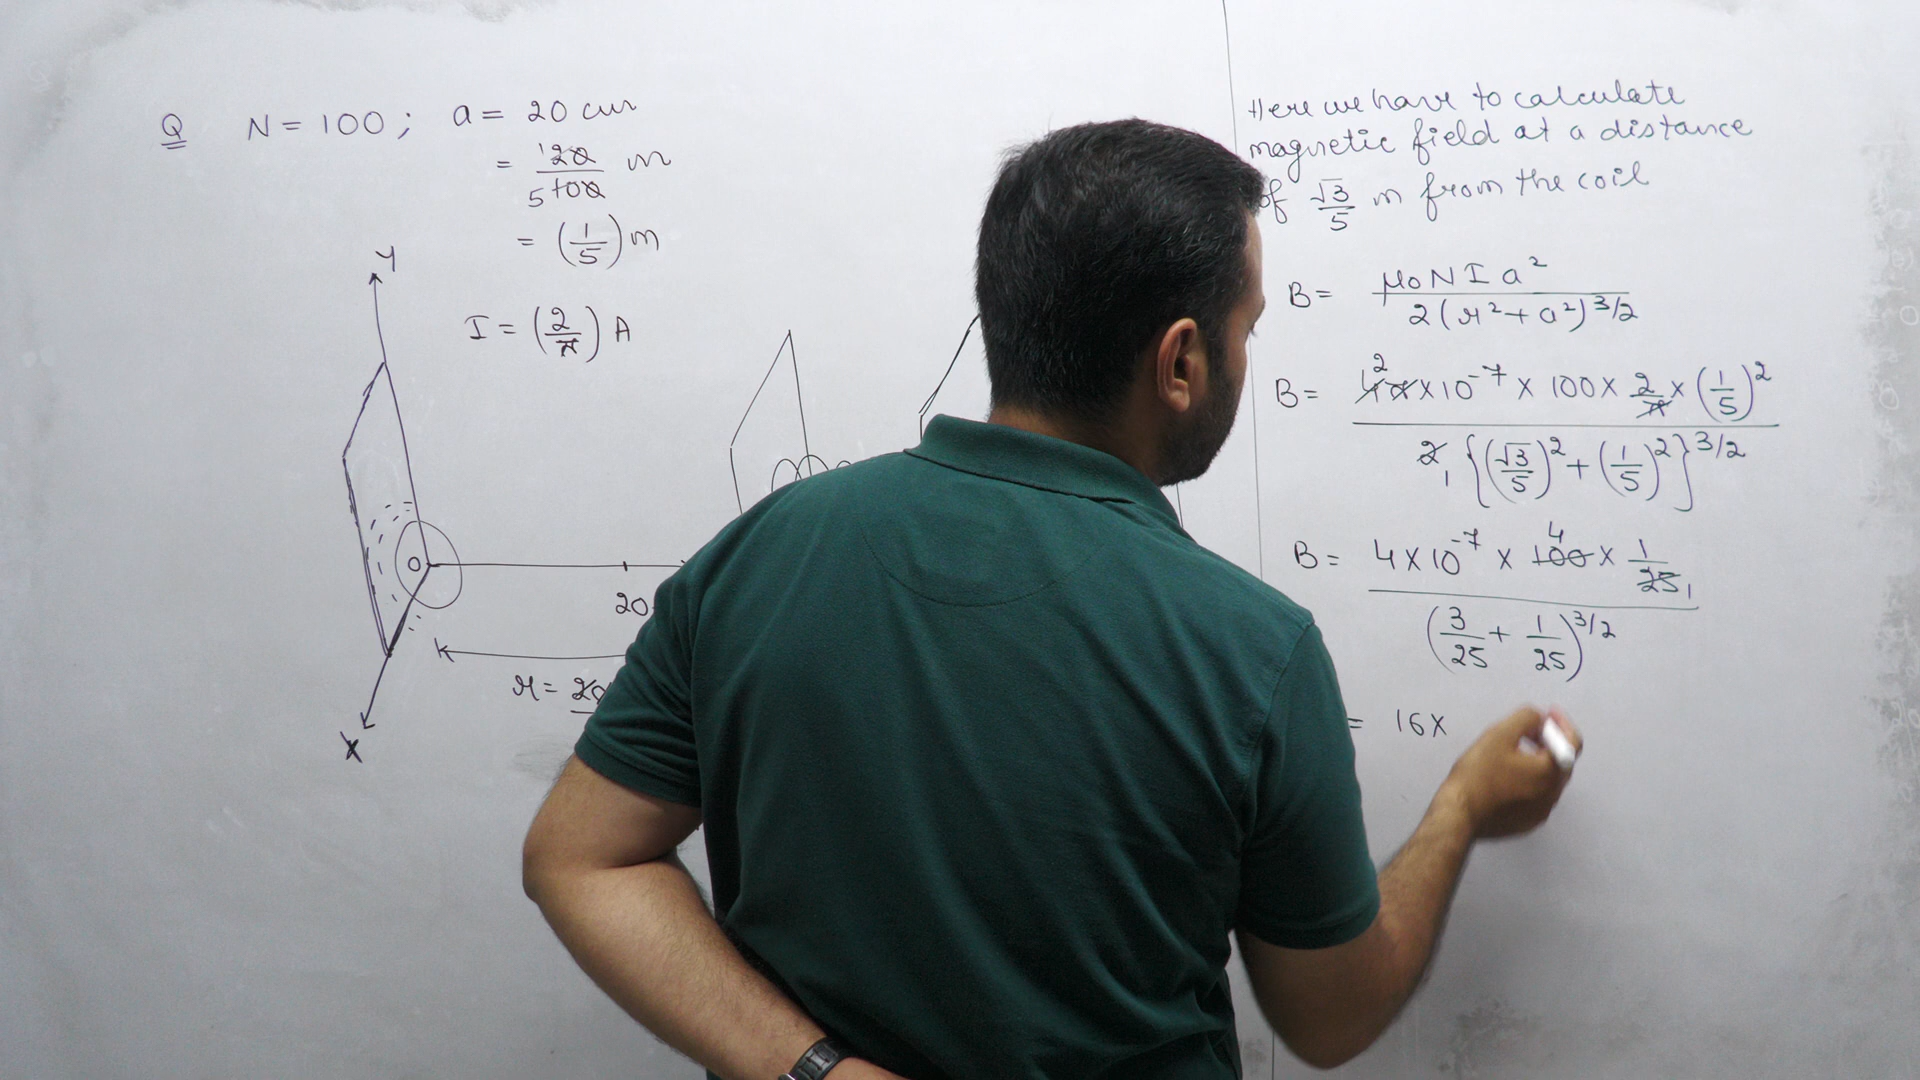 Q N = 100 ; a = 20 cm
= 20/100 m
= (1/5) m
I = (2/π) A
Y
O
20
r = 20
X
Here we have to calculate
magnetic field at a distance
of √3/5 m from the coil
B = μ0 N I a² / 2(r² + a²)^3/2
B = 4π × 10^-7 × 100 × 2/π × (1/5)² / 2 {(√3/5)² + (1/5)²}^3/2
B = 4 × 10^-7 × 100 × 1/25 / (3/25 + 1/25)^3/2
= 16 ×